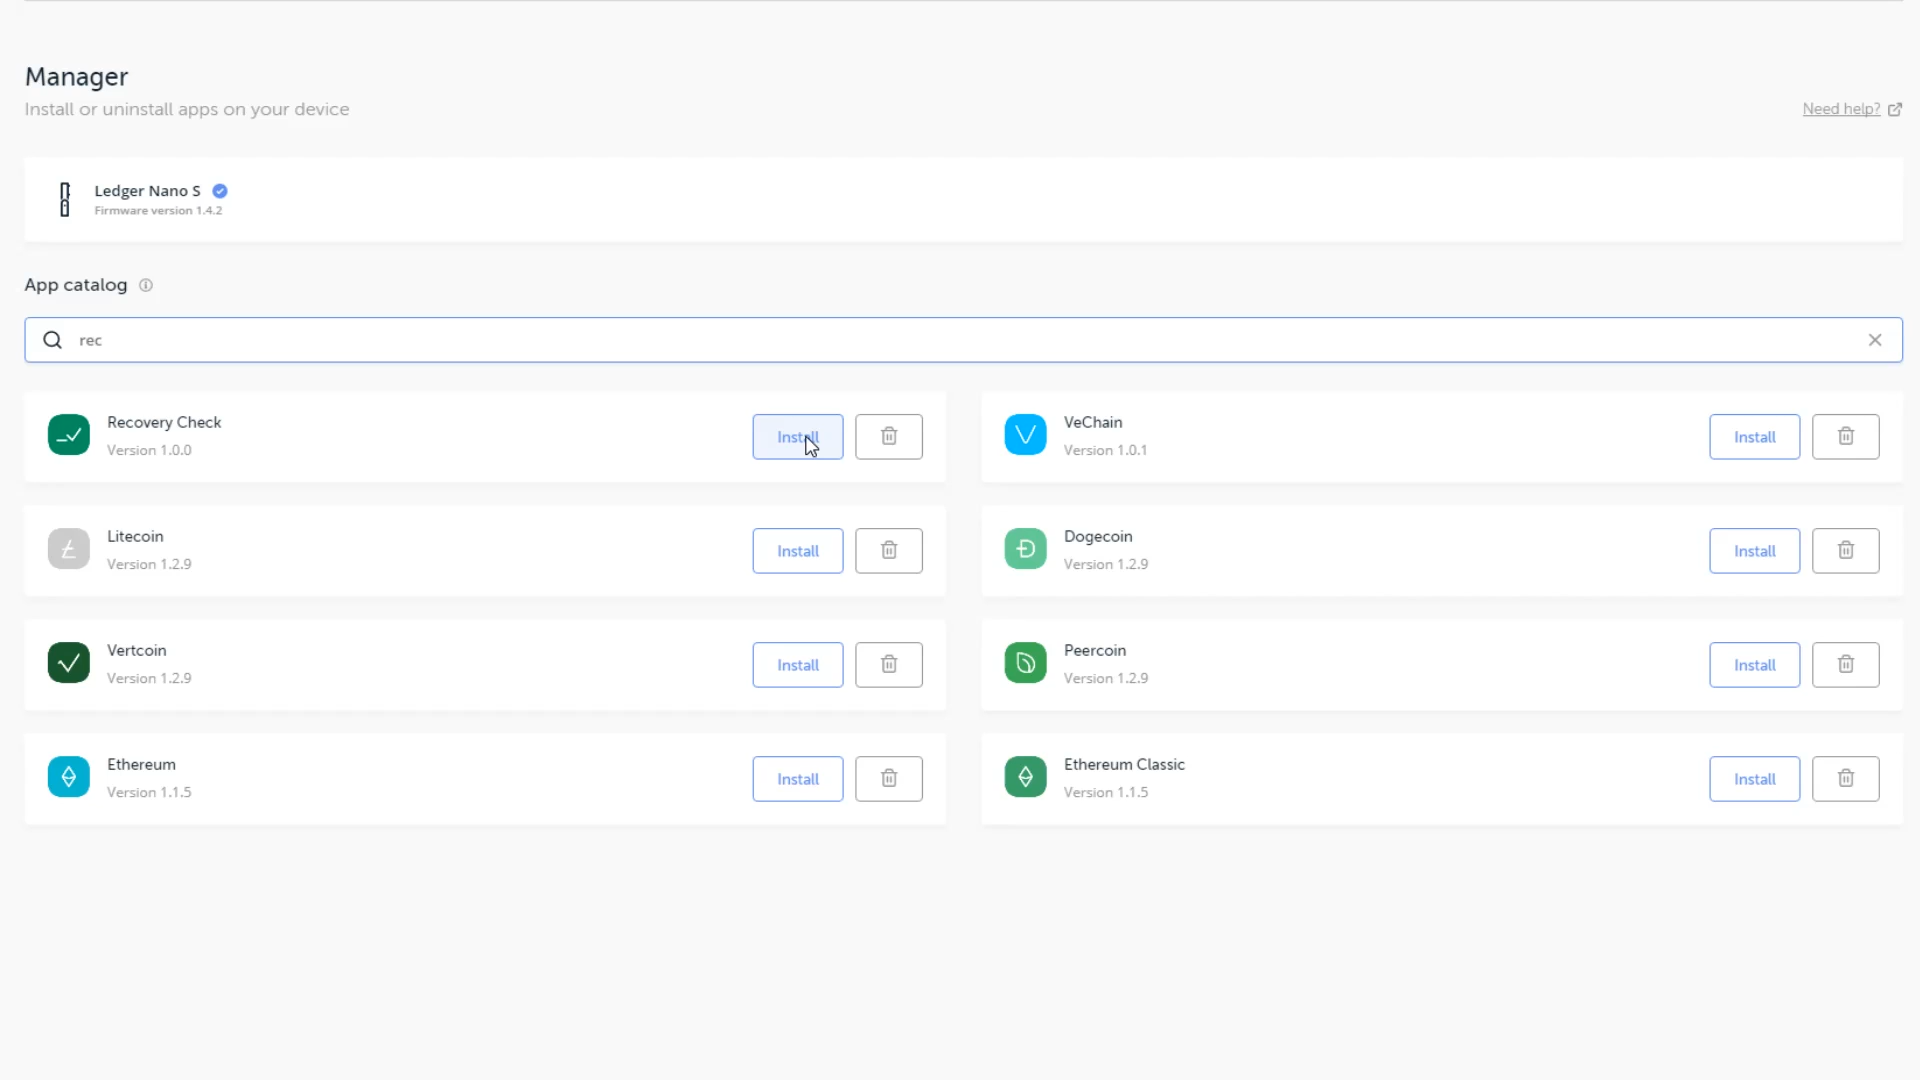 Manager
Install or uninstall apps on your device
Need help?
Ledger Nano S
Firmware version 1.4.2
App catalog
rec
Recovery Check
Version 1.0.0
Install
VeChain
Version 1.0.1
Install
Litecoin
Version 1.2.9
Install
Dogecoin
Version 1.2.9
Install
Vertcoin
Version 1.2.9
Install
Peercoin
Version 1.2.9
Install
Ethereum
Version 1.1.5
Install
Ethereum Classic
Version 1.1.5
Install